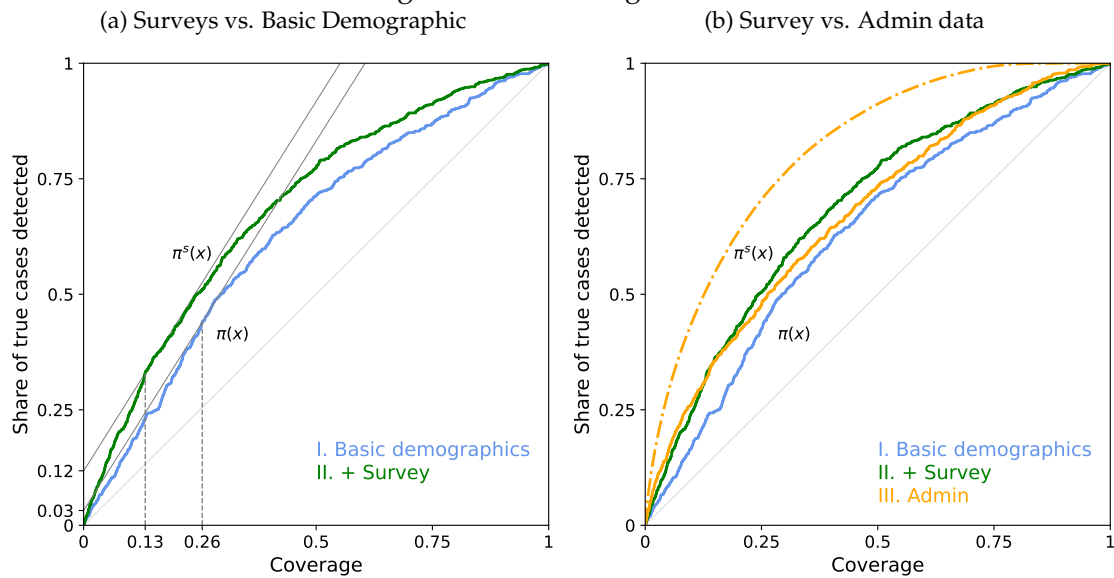 (a) Surveys vs. Basic Demographic
1
0.75
0.5
0.25
0.12
0.03
0
Share of true cases detected
π^s(x)
π(x)
I. Basic demographics
II. + Survey
0 0.13 0.26 0.5 0.75 1
Coverage
(b) Survey vs. Admin data
1
0.75
0.5
0.25
0
Share of true cases detected
π^s(x)
π(x)
I. Basic demographics
II. + Survey
III. Admin
0 0.25 0.5 0.75 1
Coverage